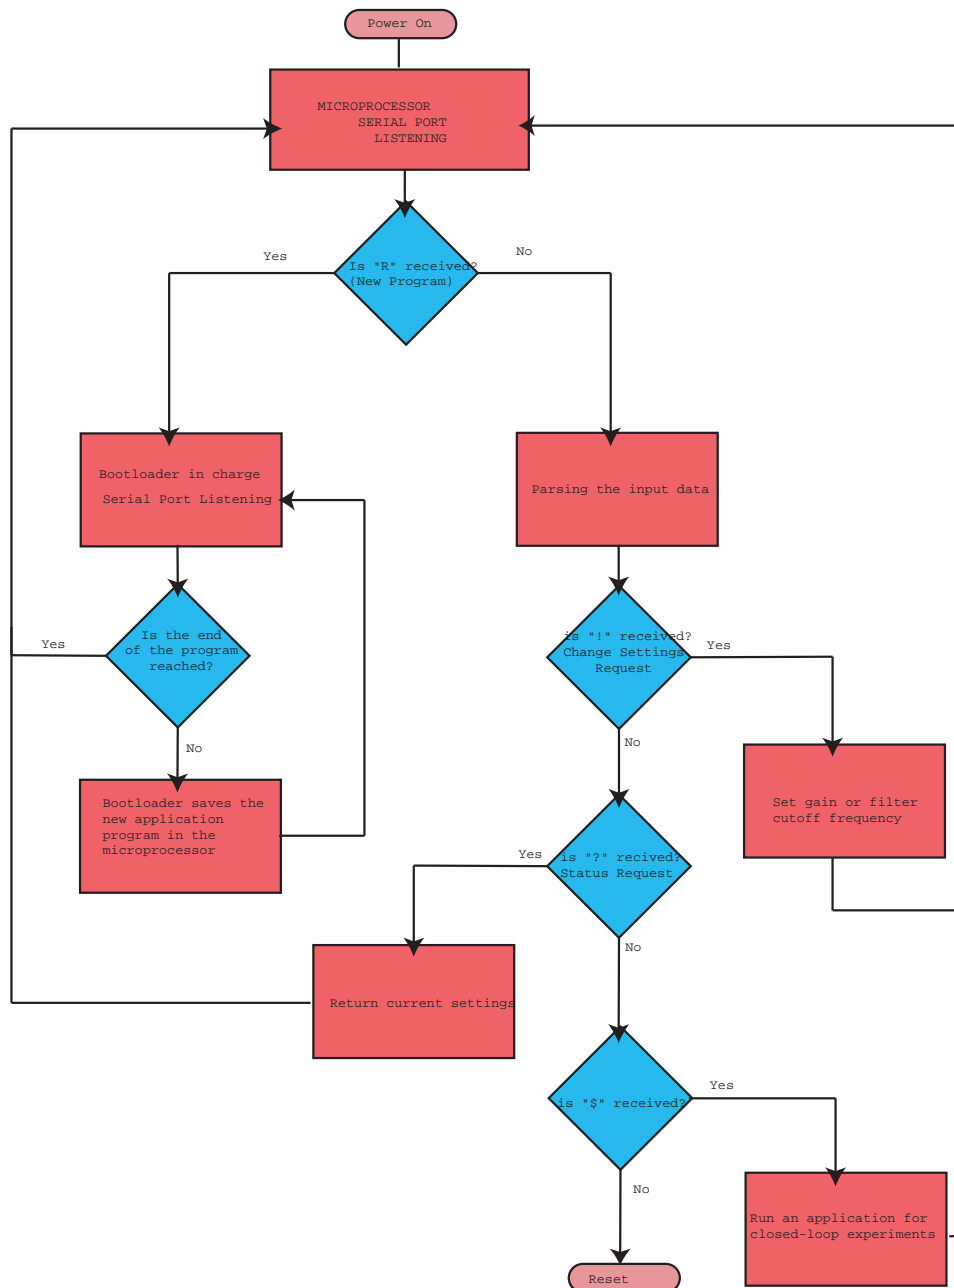 Power On
MICROPROCESSOR
SERIAL PORT
LISTENING
Yes
No
Is "R" received?
(New Program)
Bootloader in charge
Serial Port Listening
Parsing the input data
Is the end
of the program
reached?
Yes
No
is "!" received?
Change Settings
Request
Yes
No
Bootloader saves the
new application
program in the
microprocessor
Set gain or filter
cutoff frequency
is "?" recived?
Status Request
Yes
No
Return current settings
is "$" received?
Yes
No
Run an application for
closed-loop experiments
Reset